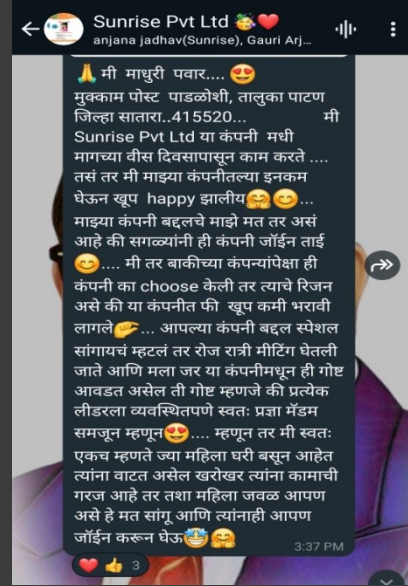 Sunrise Pvt Ltd 🥳❤️
anjana jadhav(Sunrise), Gauri Arj...
🙏 मी माधुरी पवार.... 😍
मुक्काम पोस्ट पाडळोशी, तालुका पाटण
जिल्हा सातारा..415520... मी
Sunrise Pvt Ltd या कंपनी मधी
मागच्या वीस दिवसापासून काम करते ....
तसं तर मी माझ्या कंपनीतल्या इनकम
घेऊन खूप happy झालीय🤗😊...
माझ्या कंपनी बद्दलचे माझे मत तर असं
आहे की सगळ्यांनी ही कंपनी जॉईन ताई
😊.... मी तर बाकीच्या कंपन्यांपेक्षा ही
कंपनी का choose केली तर त्याचे रिजन
असे की या कंपनीत फी खूप कमी भरावी
लागले🤏... आपल्या कंपनी बद्दल स्पेशल
सांगायचं म्हटलं तर रोज रात्री मीटिंग घेतली
जाते आणि मला जर या कंपनीमधून ही गोष्ट
आवडत असेल ती गोष्ट म्हणजे की प्रत्येक
लीडरला व्यवस्थितपणे स्वतः प्रज्ञा मॅडम
समजून म्हणून😍.... म्हणून तर मी स्वतः
एकच म्हणते ज्या महिला घरी बसून आहेत
त्यांना वाटत असेल खरोखर त्यांना कामाची
गरज आहे तर तशा महिला जवळ आपण
असे हे मत सांगू आणि त्यांनाही आपण
जॉईन करून घेऊ🤩🤗
3:37 PM
❤️👍 3